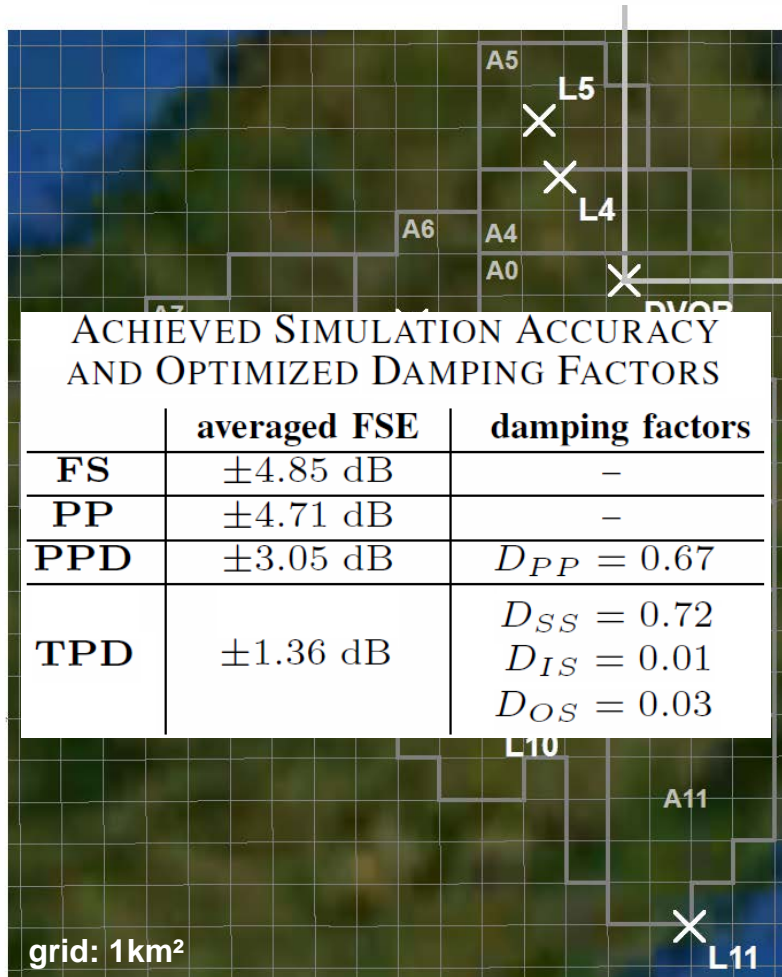 A5
L5
L4
A6
A4
A0
DVOR
A7
ACHIEVED SIMULATION ACCURACY
AND OPTIMIZED DAMPING FACTORS
averaged FSE damping factors
FS ±4.85 dB –
PP ±4.71 dB –
PPD ±3.05 dB D_PP = 0.67
TPD ±1.36 dB D_SS = 0.72
D_IS = 0.01
D_OS = 0.03
L10
A11
grid: 1km²
L11